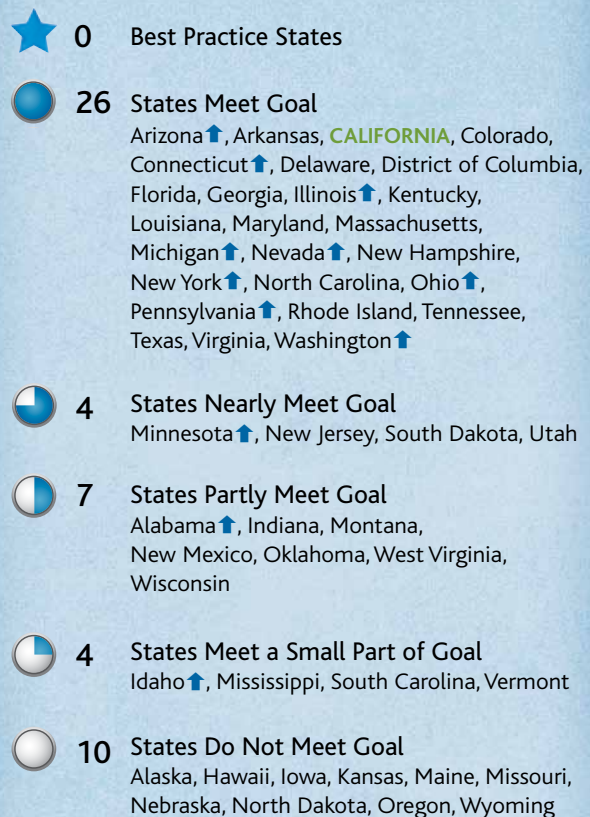 0 Best Practice States
26 States Meet Goal
Arizona⬆, Arkansas, CALIFORNIA, Colorado,
Connecticut⬆, Delaware, District of Columbia,
Florida, Georgia, Illinois⬆, Kentucky,
Louisiana, Maryland, Massachusetts,
Michigan⬆, Nevada⬆, New Hampshire,
New York⬆, North Carolina, Ohio⬆,
Pennsylvania⬆, Rhode Island, Tennessee,
Texas, Virginia, Washington⬆
4 States Nearly Meet Goal
Minnesota⬆, New Jersey, South Dakota, Utah
7 States Partly Meet Goal
Alabama⬆, Indiana, Montana,
New Mexico, Oklahoma, West Virginia,
Wisconsin
4 States Meet a Small Part of Goal
Idaho⬆, Mississippi, South Carolina, Vermont
10 States Do Not Meet Goal
Alaska, Hawaii, Iowa, Kansas, Maine, Missouri,
Nebraska, North Dakota, Oregon, Wyoming